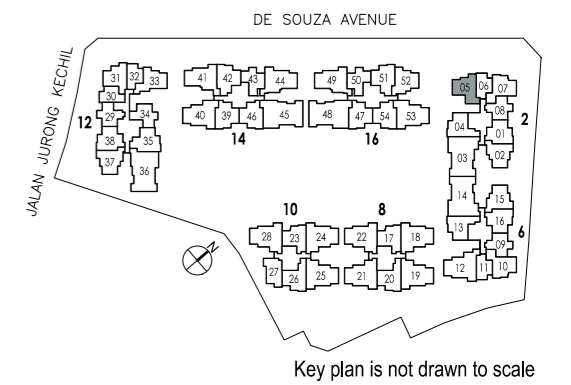 DE SOUZA AVENUE
JALAN JURONG KECHIL
31 32 33 41 42 43 44 49 50 51 52 05 06 07
30 08
12 29 34 40 39 46 45 48 47 54 53 04 01 2
38 35 14 16 03 02
37 36
14 15
10 8 13 16
28 23 24 22 17 18 09 6
27 26 25 21 20 19 12 11 10
N
Key plan is not drawn to scale